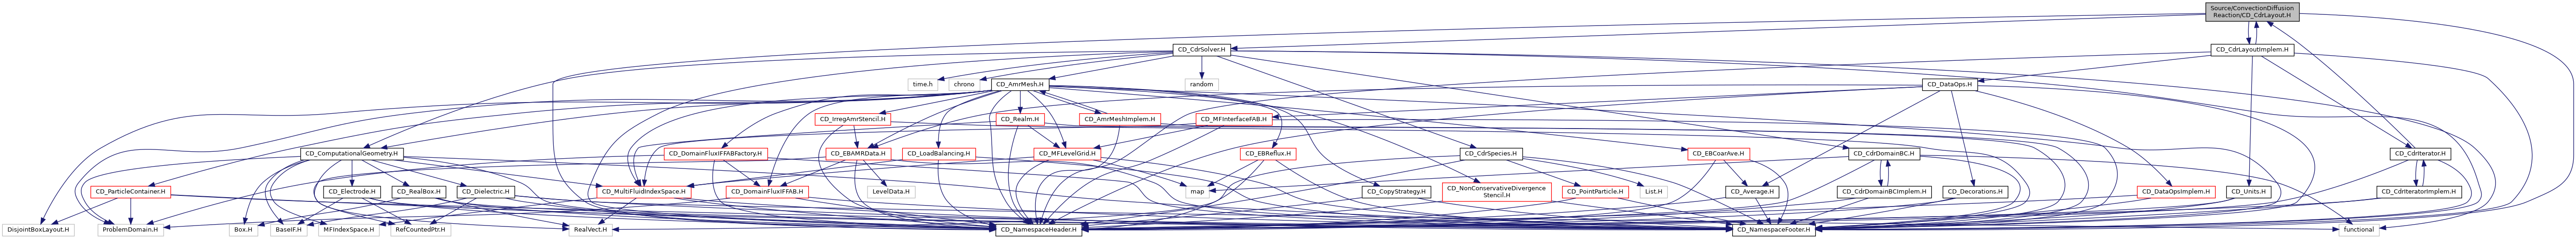 Source/ConvectionDiffusion
Reaction/CD_CdrLayout.H
CD_CdrSolver.H
CD_CdrLayoutImplem.H
time.h
chrono
CD_AmrMesh.H
random
CD_DataOps.H
CD_IrregAmrStencil.H
CD_Realm.H
CD_AmrMeshImplem.H
CD_MFInterfaceFAB.H
CD_ComputationalGeometry.H
CD_DomainFluxIFFABFactory.H
CD_EBAMRData.H
CD_LoadBalancing.H
CD_MFLevelGrid.H
CD_EBReflux.H
CD_CdrSpecies.H
CD_EBCoarAve.H
CD_CdrDomainBC.H
CD_CdrIterator.H
CD_ParticleContainer.H
CD_Electrode.H
CD_RealBox.H
CD_Dielectric.H
CD_MultiFluidIndexSpace.H
CD_DomainFluxIFFAB.H
LevelData.H
map
CD_CopyStrategy.H
CD_NonConservativeDivergence
Stencil.H
CD_PointParticle.H
List.H
CD_Average.H
CD_CdrDomainBCImplem.H
CD_Decorations.H
CD_DataOpsImplem.H
CD_Units.H
CD_CdrIteratorImplem.H
DisjointBoxLayout.H
ProblemDomain.H
Box.H
BaseIF.H
MFIndexSpace.H
RefCountedPtr.H
RealVect.H
CD_NamespaceHeader.H
CD_NamespaceFooter.H
functional